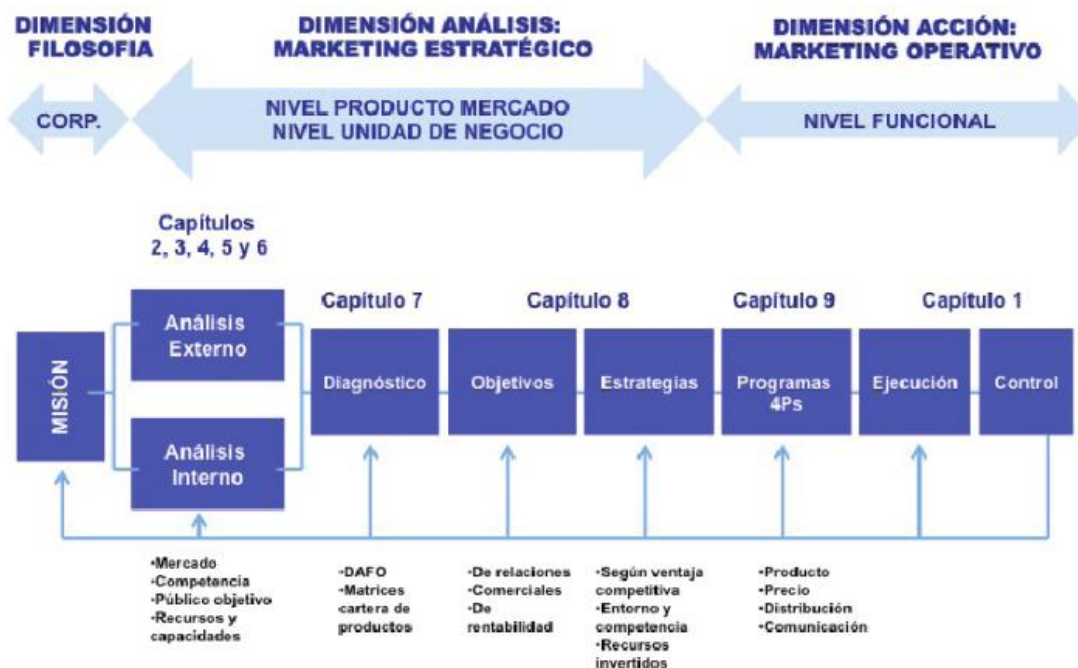 DIMENSIÓN
FILOSOFIA
DIMENSIÓN ANÁLISIS:
MARKETING ESTRATÉGICO
DIMENSIÓN ACCIÓN:
MARKETING OPERATIVO
CORP.
NIVEL PRODUCTO MERCADO
NIVEL UNIDAD DE NEGOCIO
NIVEL FUNCIONAL
Capítulos
2, 3, 4, 5 y 6
Capítulo 7
Capítulo 8
Capítulo 9
Capítulo 1
MISIÓN
Análisis
Externo
Análisis
Interno
Diagnóstico
Objetivos
Estrategias
Programas
4Ps
Ejecución
Control
•Mercado
•Competencia
•Público objetivo
•Recursos y
capacidades
•DAFO
•Matrices
cartera de
productos
•De relaciones
•Comerciales
•De
rentabilidad
•Según ventaja
competitiva
•Entorno y
competencia
•Recursos
invertidos
•Producto
•Precio
•Distribución
•Comunicación